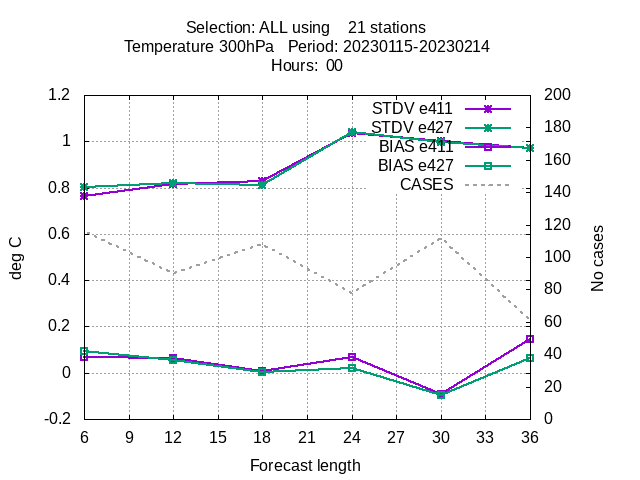 Selection: ALL using    21 stations
Temperature 300hPa   Period: 20230115-20230214
Hours:  00
1.2
1
0.8
0.6
0.4
0.2
0
-0.2
deg C
STDV e411
STDV e427
BIAS e411
BIAS e427
CASES
200
180
160
140
120
100
80
60
40
20
0
No cases
6 9 12 15 18 21 24 27 30 33 36
Forecast length